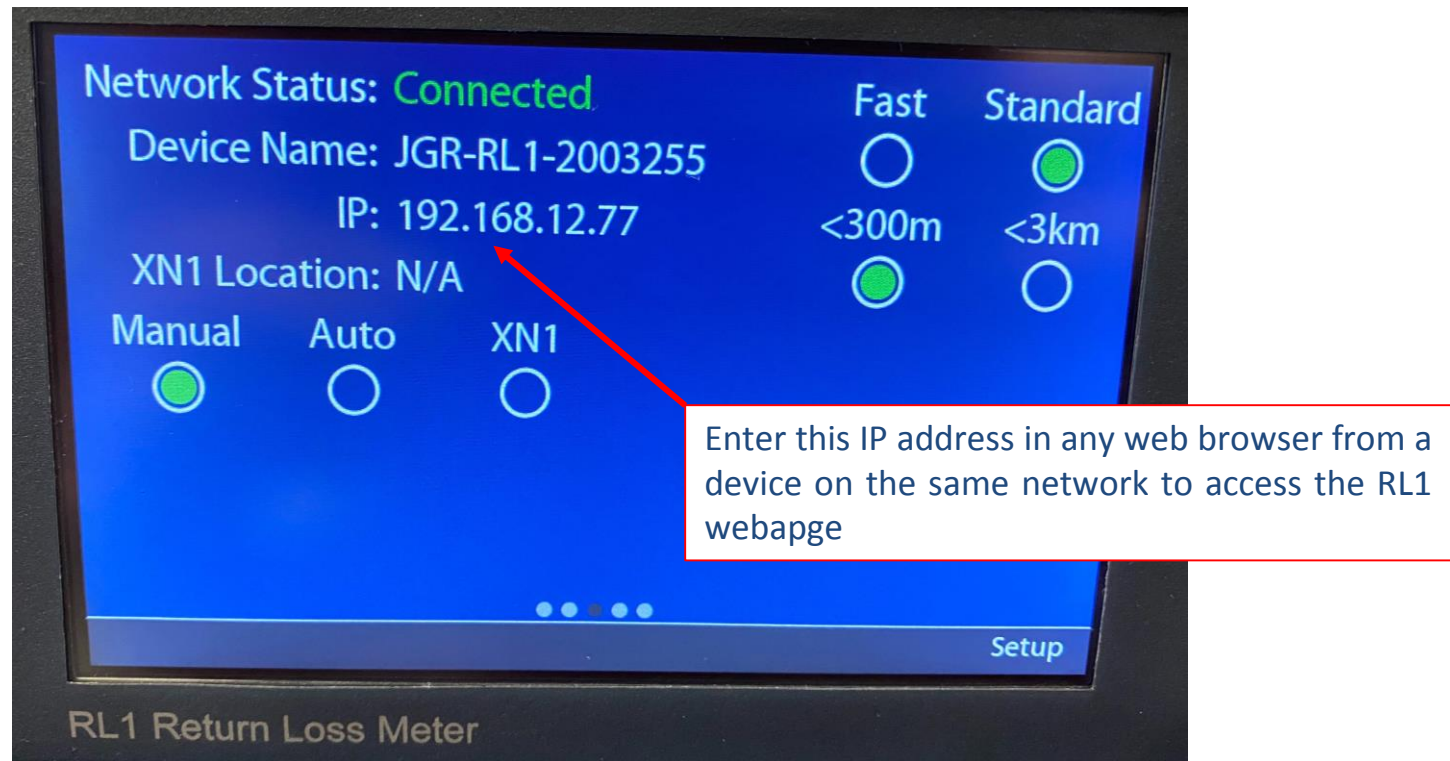 Network Status: Connected
Fast Standard
Device Name: JGR-RL1-2003255
IP: 192.168.12.77
<300m <3km
XN1 Location: N/A
Manual Auto XN1
Enter this IP address in any web browser from a
device on the same network to access the RL1
webapge
Setup
RL1 Return Loss Meter